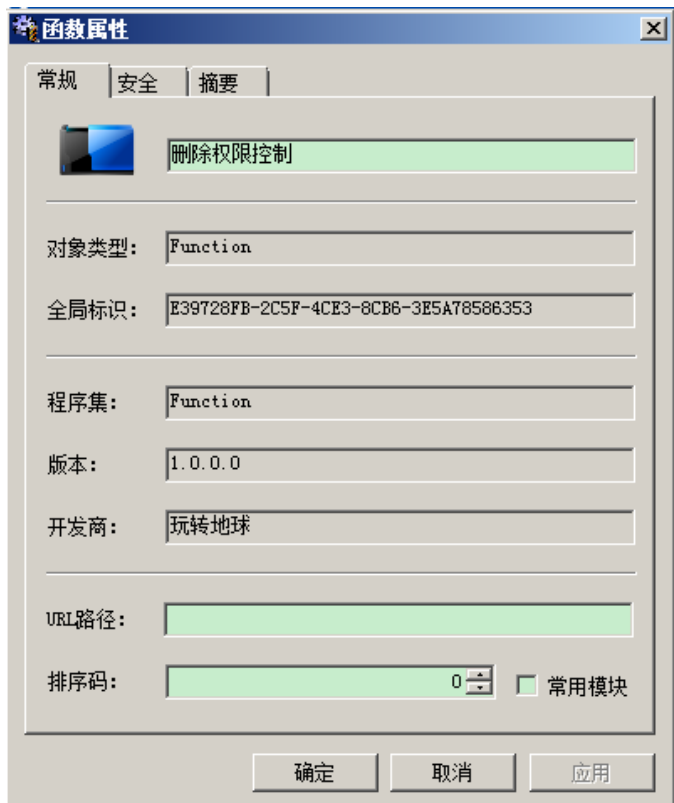 函数属性
常规 安全 摘要
删除权限控制
对象类型: Function
全局标识: E39728FB-2C5F-4CE3-8CB6-3E5A78586353
程序集: Function
版本: 1.0.0.0
开发商: 玩转地球
URL路径:
排序码: 0 常用模块
确定 取消 应用